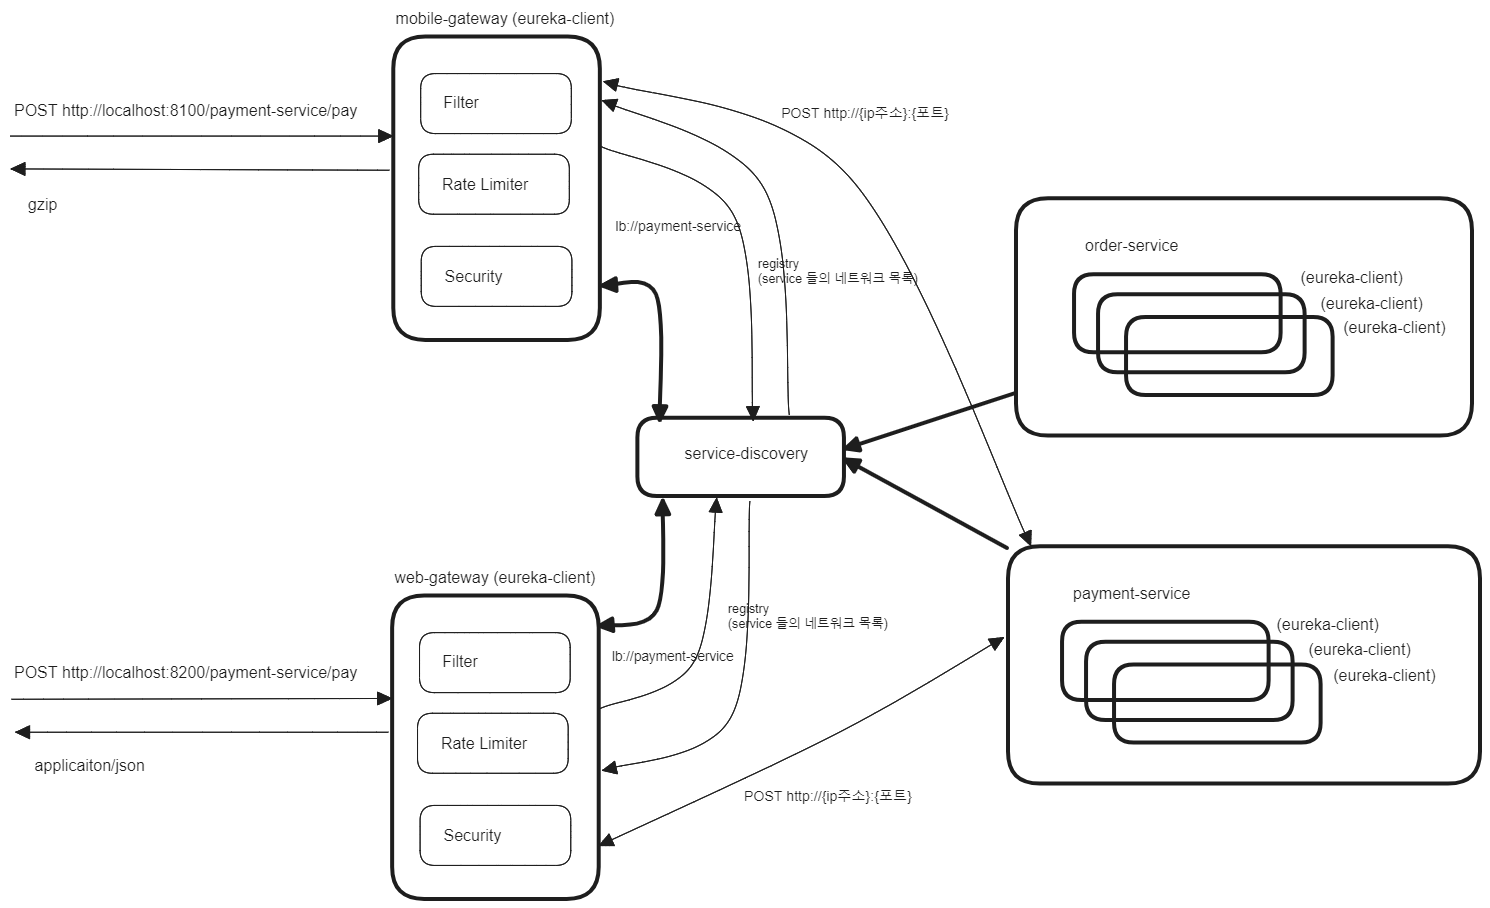 mobile-gateway (eureka-client)
Filter
POST http://localhost:8100/payment-service/pay
POST http://{ip주소}:{포트}
Rate Limiter
gzip
lb://payment-service
order-service
registry
(service 들의 네트워크 목록)
Security
(eureka-client)
(eureka-client)
(eureka-client)
service-discovery
web-gateway (eureka-client)
payment-service
registry
(service 들의 네트워크 목록)
(eureka-client)
(eureka-client)
(eureka-client)
lb://payment-service
Filter
POST http://localhost:8200/payment-service/pay
Rate Limiter
applicaiton/json
POST http://{ip주소}:{포트}
Security